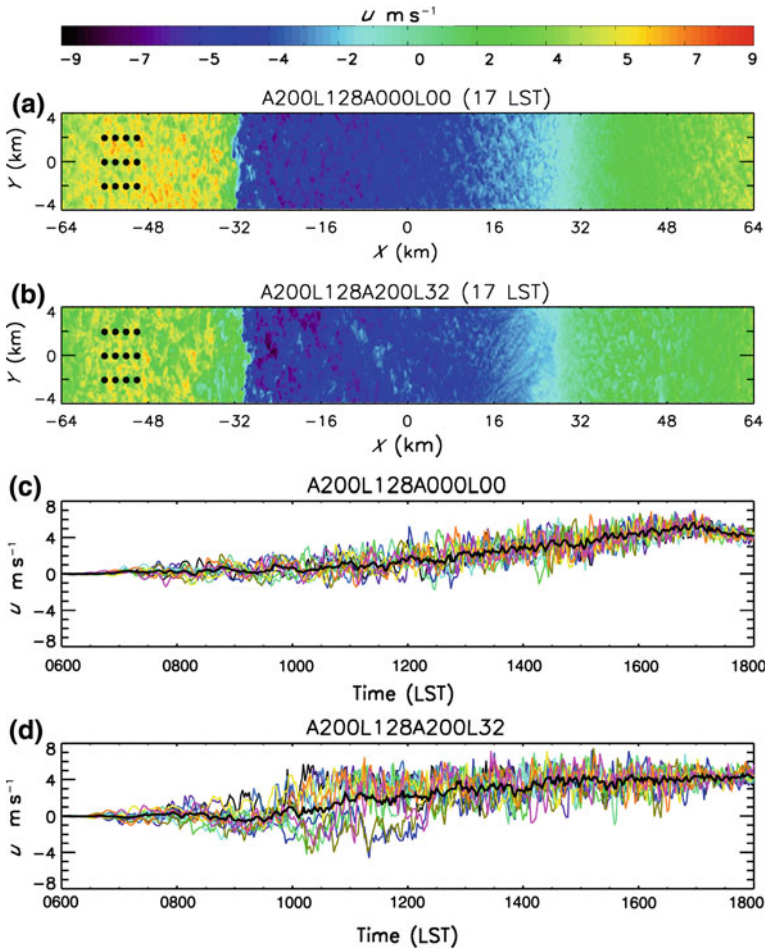 u m s⁻¹
−9 −7 −5 −4 −2 0 2 4 5 7 9
(a) A200L128A000L00 (17 LST)
4
0
−4
Y (km)
−64 −48 −32 −16 0 16 32 48 64
X (km)
(b) A200L128A200L32 (17 LST)
4
0
−4
Y (km)
−64 −48 −32 −16 0 16 32 48 64
X (km)
(c) A200L128A000L00
8
4
0
−4
−8
u m s⁻¹
0600 0800 1000 1200 1400 1600 1800
Time (LST)
(d) A200L128A200L32
8
4
0
−4
−8
u m s⁻¹
0600 0800 1000 1200 1400 1600 1800
Time (LST)